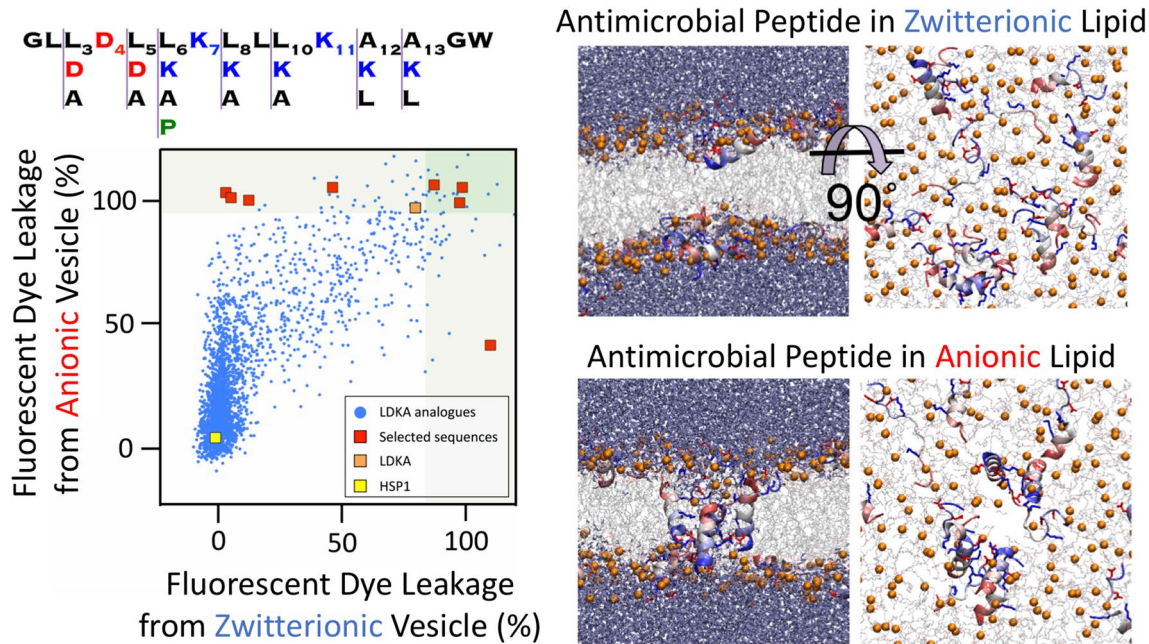 GLL₃D₄L₅L₆K₇L₈LL₁₀K₁₁A₁₂A₁₃GW
D D K K K K K
A A A A A L L
P
Fluorescent Dye Leakage
from Anionic Vesicle (%)
100
50
0
LDKA analogues
Selected sequences
LDKA
HSP1
0 50 100
Fluorescent Dye Leakage
from Zwitterionic Vesicle (%)
Antimicrobial Peptide in Zwitterionic Lipid
90°
Antimicrobial Peptide in Anionic Lipid